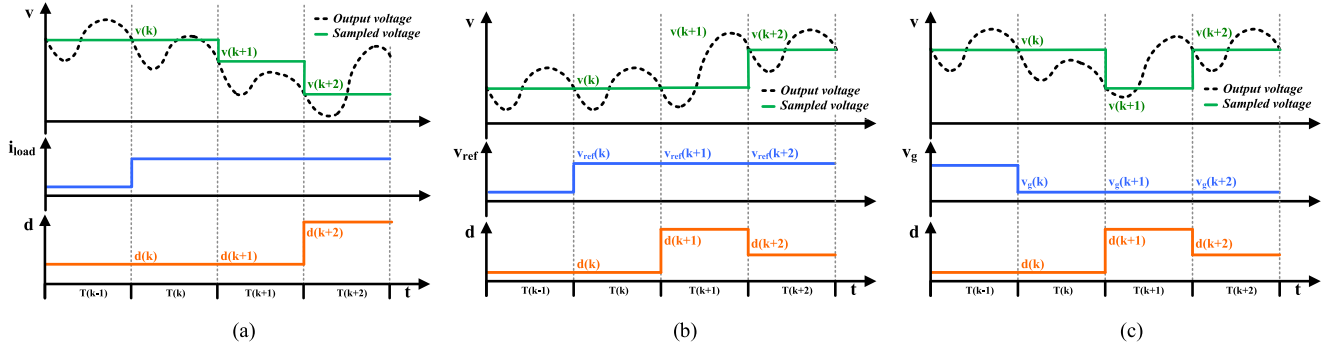 v
v(k)
v(k+1)
v(k+2)
Output voltage
Sampled voltage
i_load
d
d(k)
d(k+1)
d(k+2)
T(k-1)
T(k)
T(k+1)
T(k+2)
t
(a)
v
v(k)
v(k+1)
v(k+2)
Output voltage
Sampled voltage
v_ref
v_ref(k)
v_ref(k+1)
v_ref(k+2)
d
d(k)
d(k+1)
d(k+2)
T(k-1)
T(k)
T(k+1)
T(k+2)
t
(b)
v
v(k)
v(k+1)
v(k+2)
Output voltage
Sampled voltage
v_g
v_g(k)
v_g(k+1)
v_g(k+2)
d
d(k)
d(k+1)
d(k+2)
T(k-1)
T(k)
T(k+1)
T(k+2)
t
(c)